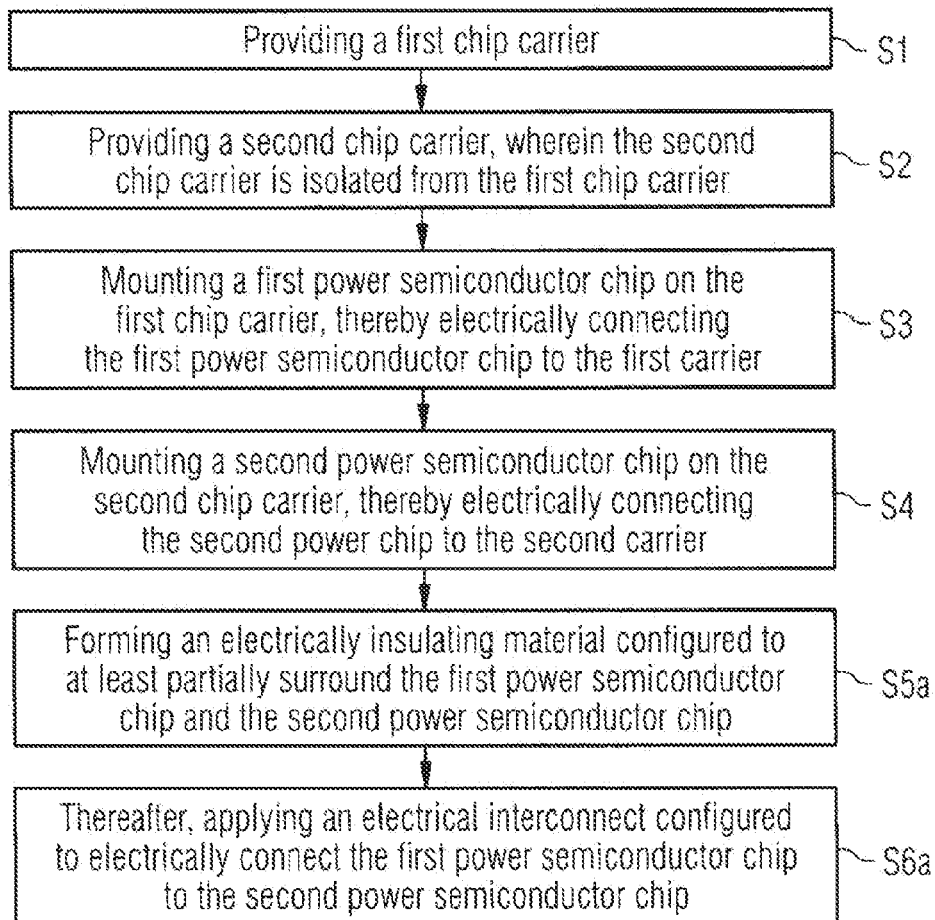 Providing a first chip carrier
S1
Providing a second chip carrier, wherein the second
chip carrier is isolated from the first chip carrier
S2
Mounting a first power semiconductor chip on the
first chip carrier, thereby electrically connecting
the first power semiconductor chip to the first carrier
S3
Mounting a second power semiconductor chip on the
second chip carrier, thereby electrically connecting
the second power chip to the second carrier
S4
Forming an electrically insulating material configured to
at least partially surround the first power semiconductor
chip and the second power semiconductor chip
S5a
Thereafter, applying an electrical interconnect configured
to electrically connect the first power semiconductor chip
to the second power semiconductor chip
S6a